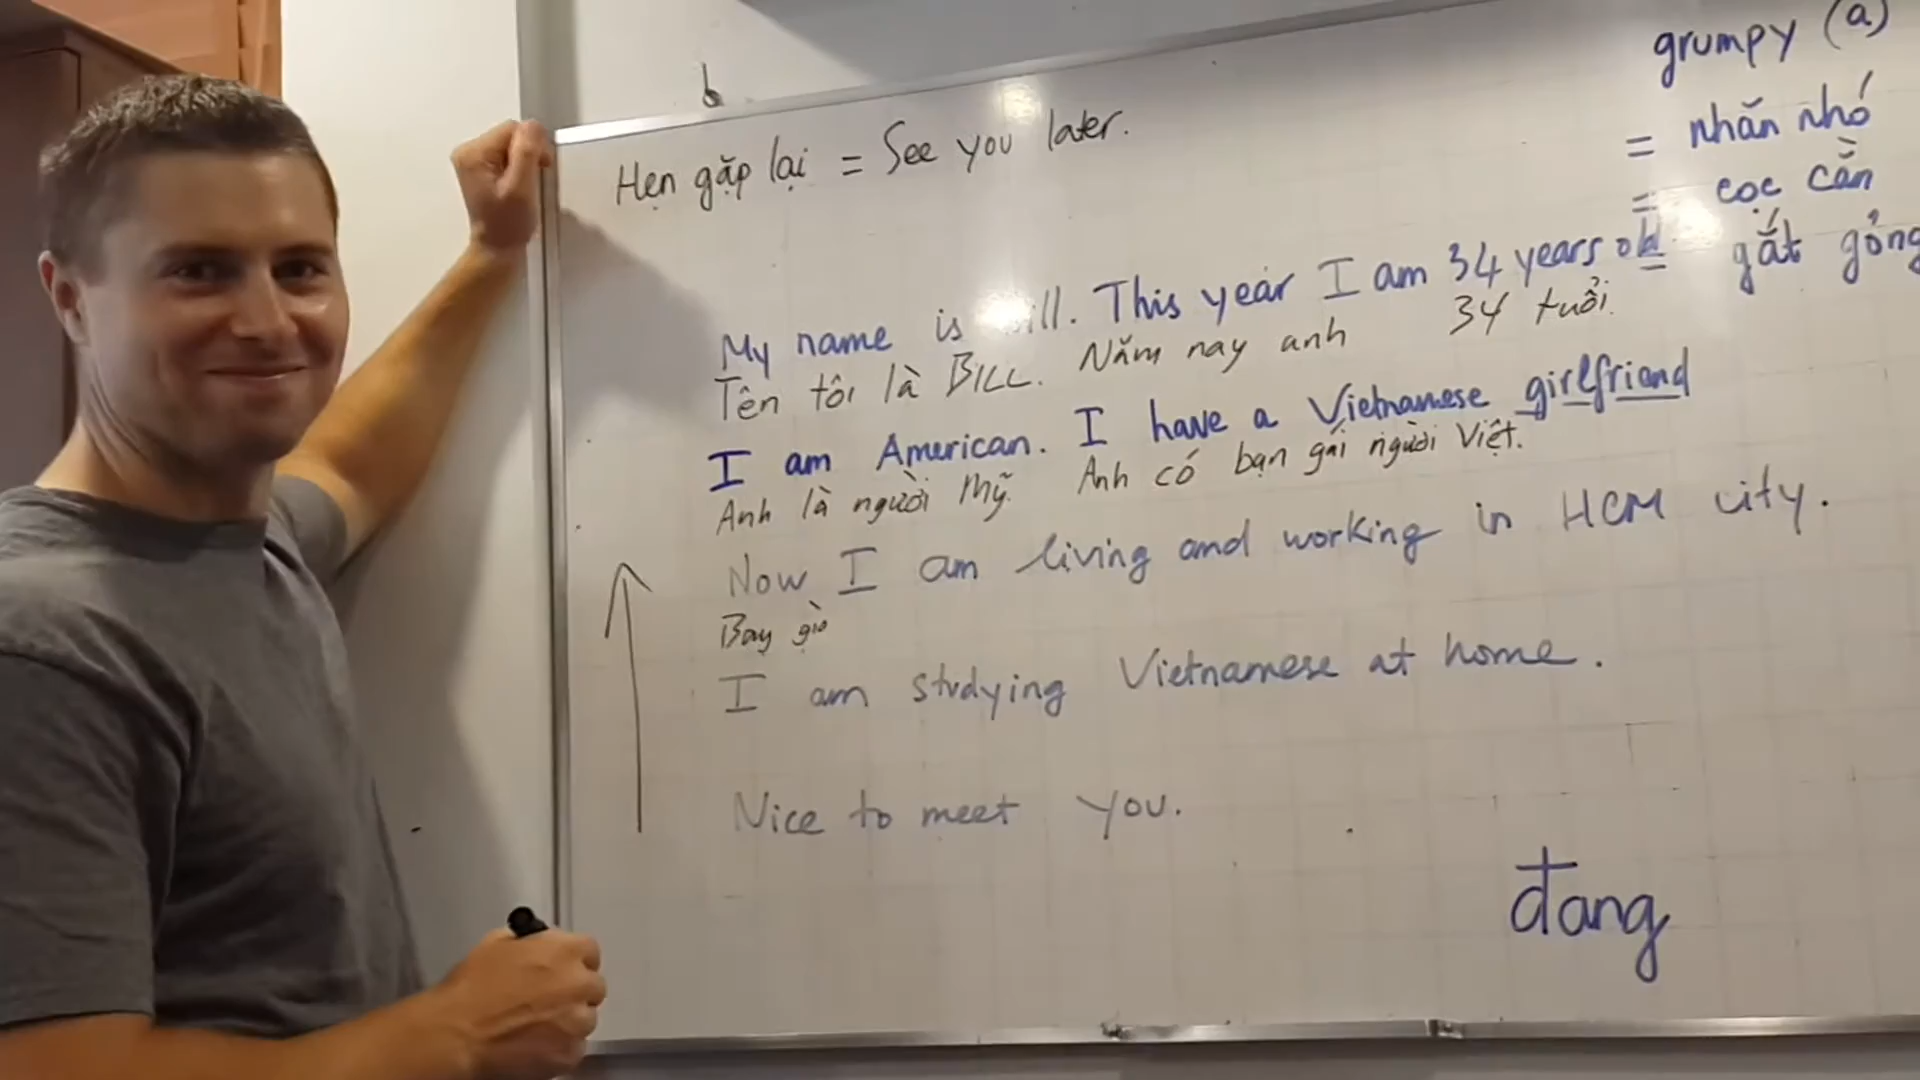 grumpy (a)
= nhăn nhó
= cọc cằn
= gắt gỏng
Hẹn gặp lại = See you later.
My name is ill. This year I am 34 years old
Tên tôi là BILL. Năm nay anh 34 tuổi.
I am American. I have a Vietnamese girlfriend
Anh là người Mỹ. Anh có bạn gái người Việt.
Now I am living and working in HCM city.
Bay giờ
I am studying Vietnamese at home.
Nice to meet you.
đang